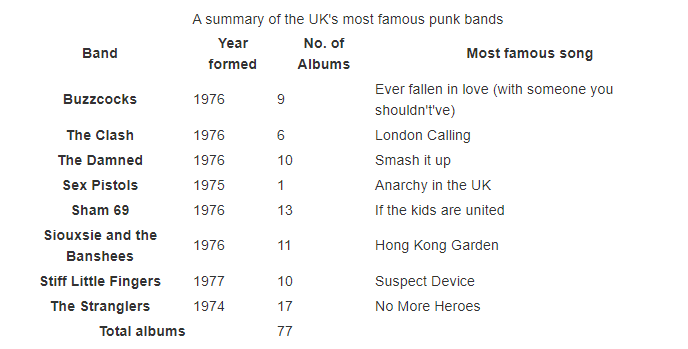 A summary of the UK's most famous punk bands
Band Year formed No. of Albums Most famous song
Buzzcocks 1976 9 Ever fallen in love (with someone you shouldn't've)
The Clash 1976 6 London Calling
The Damned 1976 10 Smash it up
Sex Pistols 1975 1 Anarchy in the UK
Sham 69 1976 13 If the kids are united
Siouxsie and the Banshees 1976 11 Hong Kong Garden
Stiff Little Fingers 1977 10 Suspect Device
The Stranglers 1974 17 No More Heroes
Total albums 77